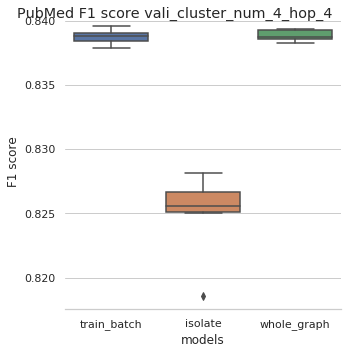 PubMed F1 score vali_cluster_num_4_hop_4
0.840
0.835
0.830
0.825
0.820
F1 score
train_batch isolate whole_graph
models